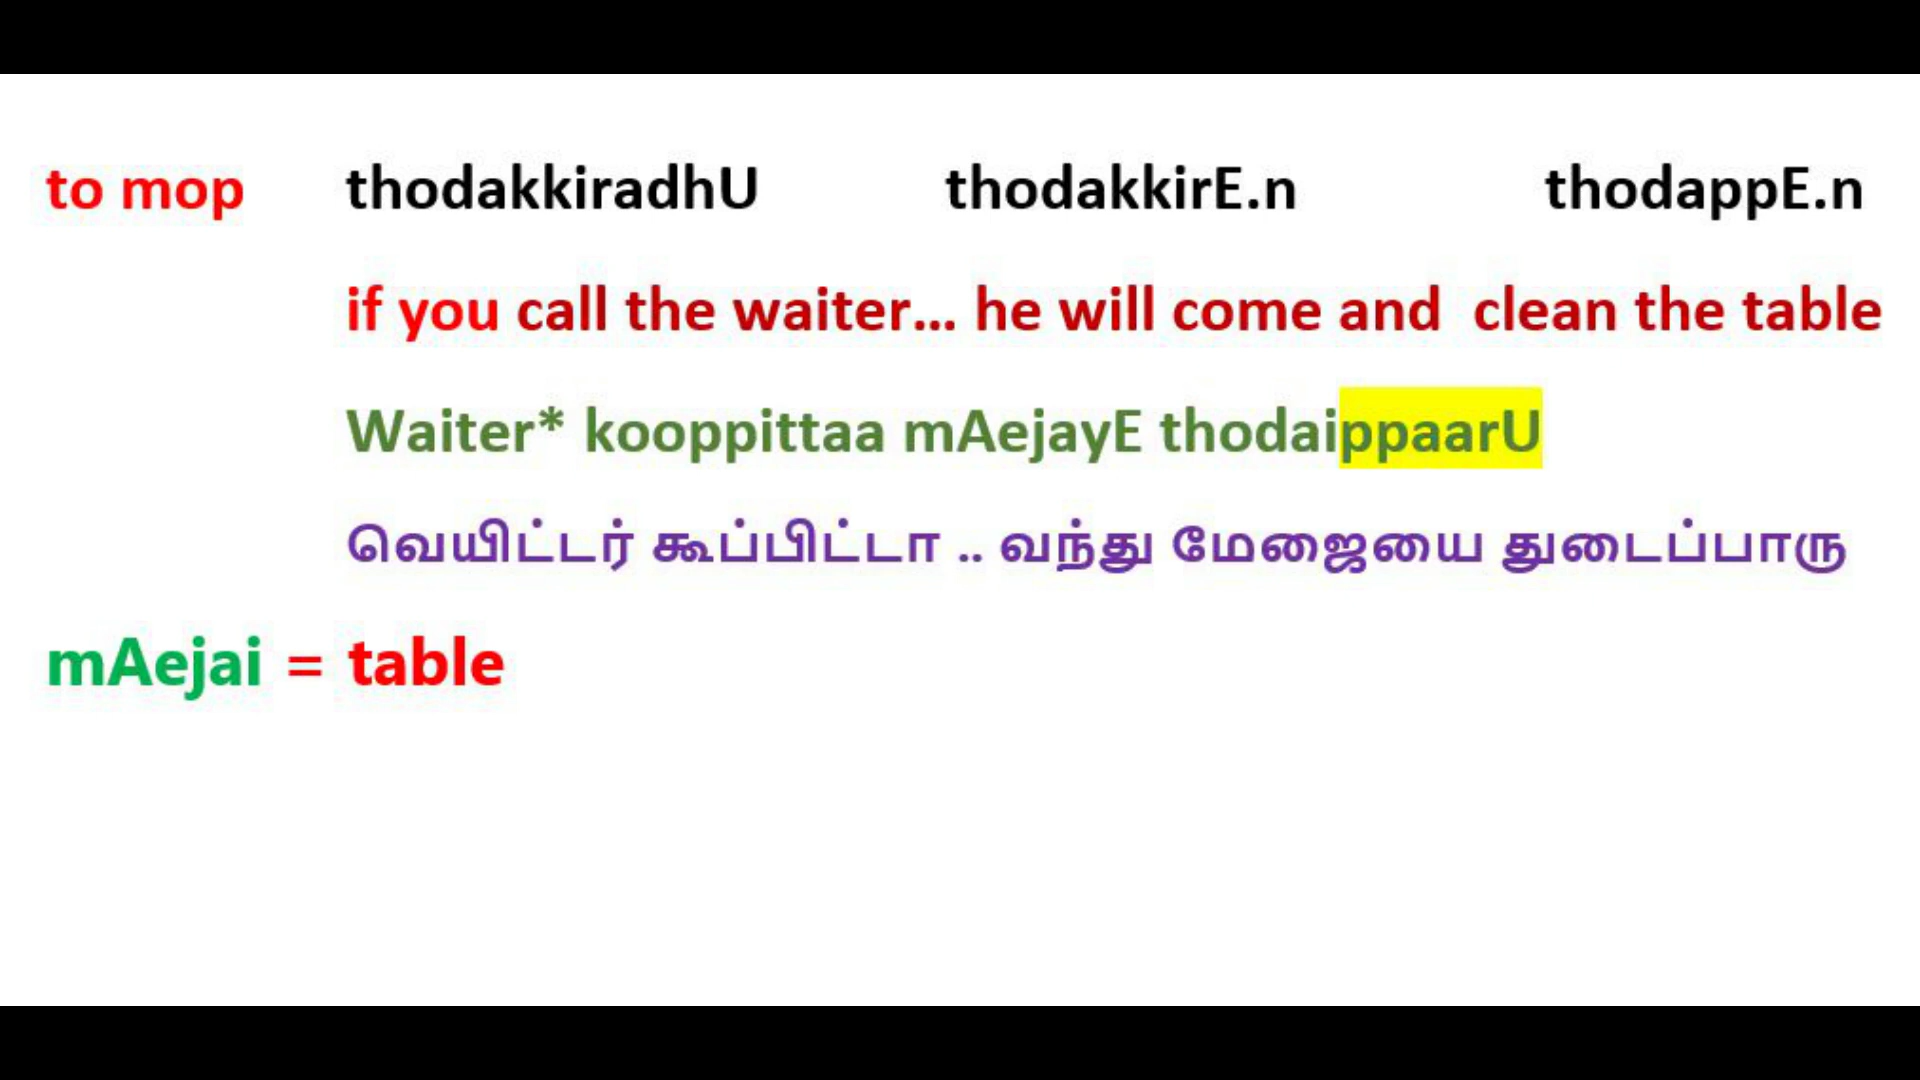 to mop thodakkiradhU thodakkirE.n thodappE.n
if you call the waiter... he will come and clean the table
Waiter* kooppittaa mAejayE thodaippaarU
வெயிட்டர் கூப்பிட்டா .. வந்து மேஜையை துடைப்பாரு
mAejai = table